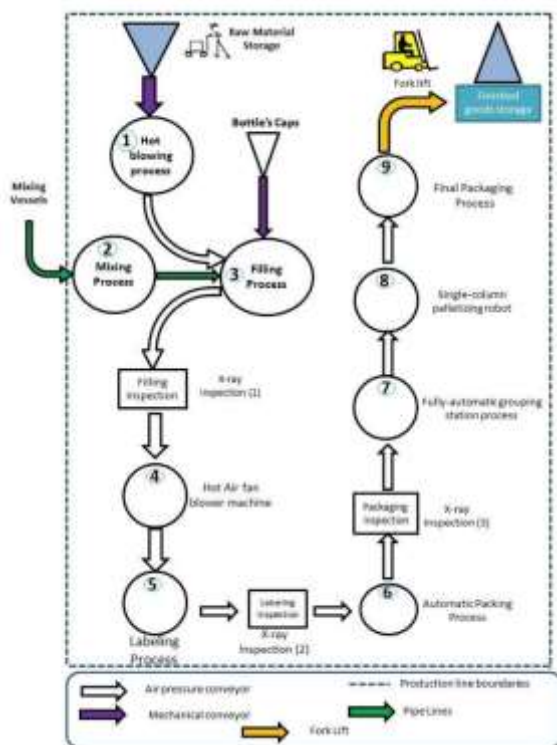 Raw Material
Storage
Fork lift
Finished
goods storage
Bottle's Caps
1
Hot
blowing
process
9
Final Packaging
Process
Mixing
Vessels
2
Mixing
Process
3
Filling
Process
8
Single-column
palletizing robot
Filling
Inspection
X-ray
Inspection (1)
7
Fully-automatic grouping
station process
4
Hot Air fan
blower machine
Packaging
Inspection
X-ray
Inspection (3)
5
Labeling
Process
Labeling
Inspection
X-ray
Inspection (2)
6
Automatic Packing
Process
Air pressure conveyor
Production line boundaries
Mechanical conveyor
Pipe Lines
Fork Lift